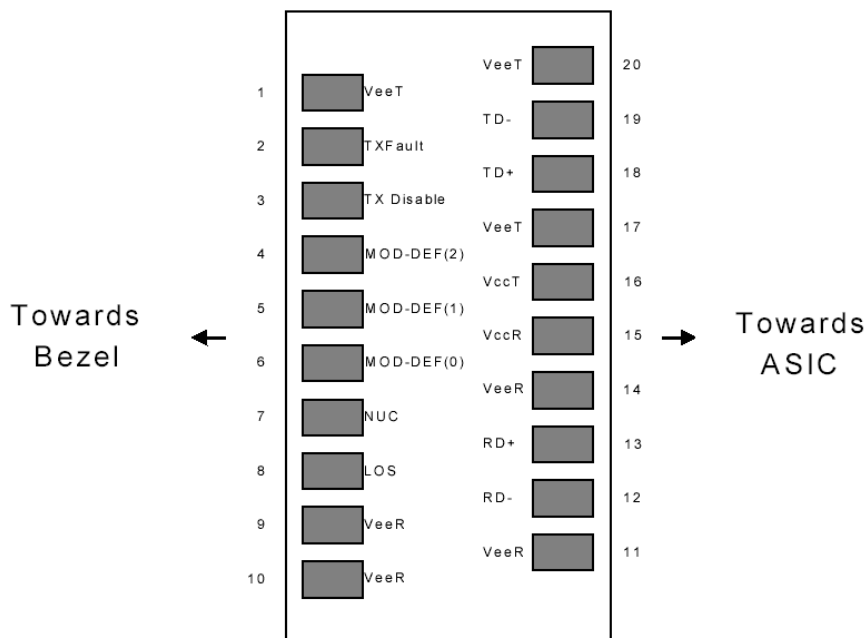 Towards
Bezel
1 VeeT
2 TXFault
3 TX Disable
4 MOD-DEF(2)
5 MOD-DEF(1)
6 MOD-DEF(0)
7 NUC
8 LOS
9 VeeR
10 VeeR
VeeT 20
TD- 19
TD+ 18
VeeT 17
VccT 16
VccR 15
VeeR 14
RD+ 13
RD- 12
VeeR 11
Towards
ASIC